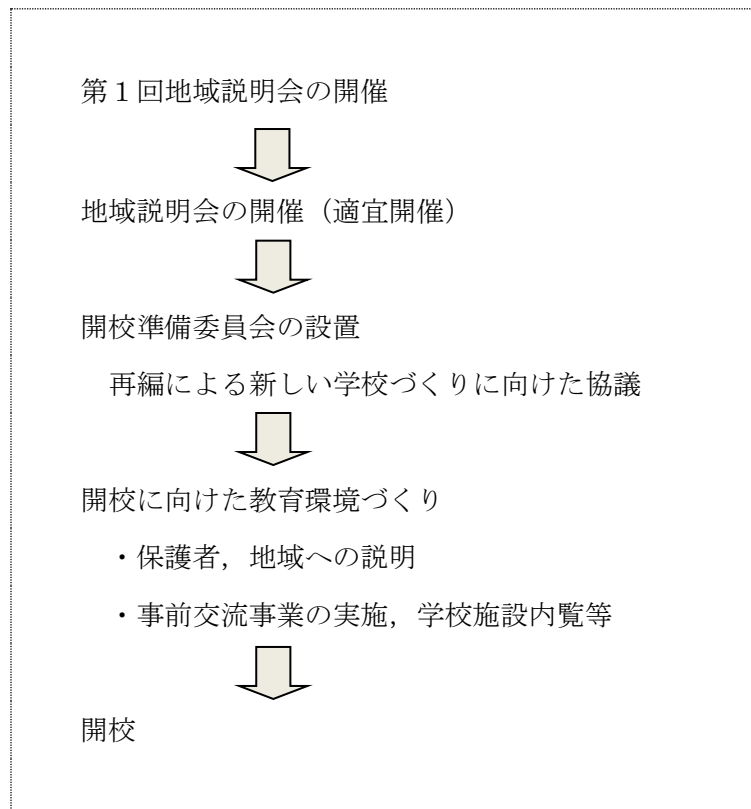 第１回地域説明会の開催
地域説明会の開催（適宜開催）
開校準備委員会の設置
再編による新しい学校づくりに向けた協議
開校に向けた教育環境づくり
・保護者，地域への説明
・事前交流事業の実施，学校施設内覧等
開校